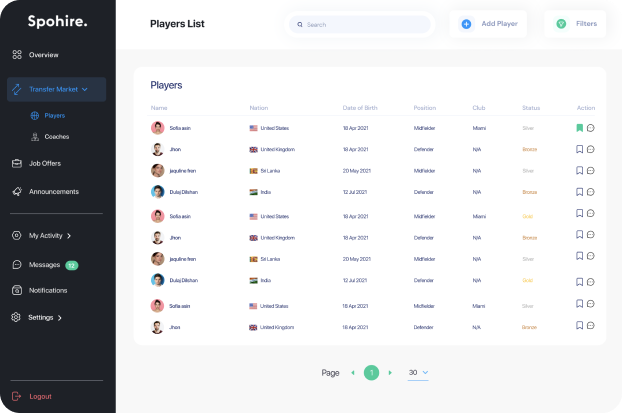 Spohire.
Players List
Search
Add Player
Filters
Overview
Transfer Market
Players
Coaches
Job Offers
Announcements
My Activity
Messages 12
Notifications
Settings
Logout
Players
Name Nation Date of Birth Position Club Status Action
Sofia asin United States 18 Apr 2021 Midfielder Miami Silver
Jhon United Kingdom 18 Apr 2021 Defender N/A Bronze
jaquline fren Sri Lanka 20 May 2021 Midfielder N/A Silver
Dulaj Dilshan India 12 Jul 2021 Defender N/A Bronze
Sofia asin United States 18 Apr 2021 Midfielder Miami Gold
Jhon United Kingdom 18 Apr 2021 Defender N/A Bronze
jaquline fren Sri Lanka 20 May 2021 Midfielder N/A Silver
Dulaj Dilshan India 12 Jul 2021 Defender N/A Gold
Sofia asin United States 18 Apr 2021 Midfielder Miami Silver
Jhon United Kingdom 18 Apr 2021 Defender N/A Bronze
Page 1 30